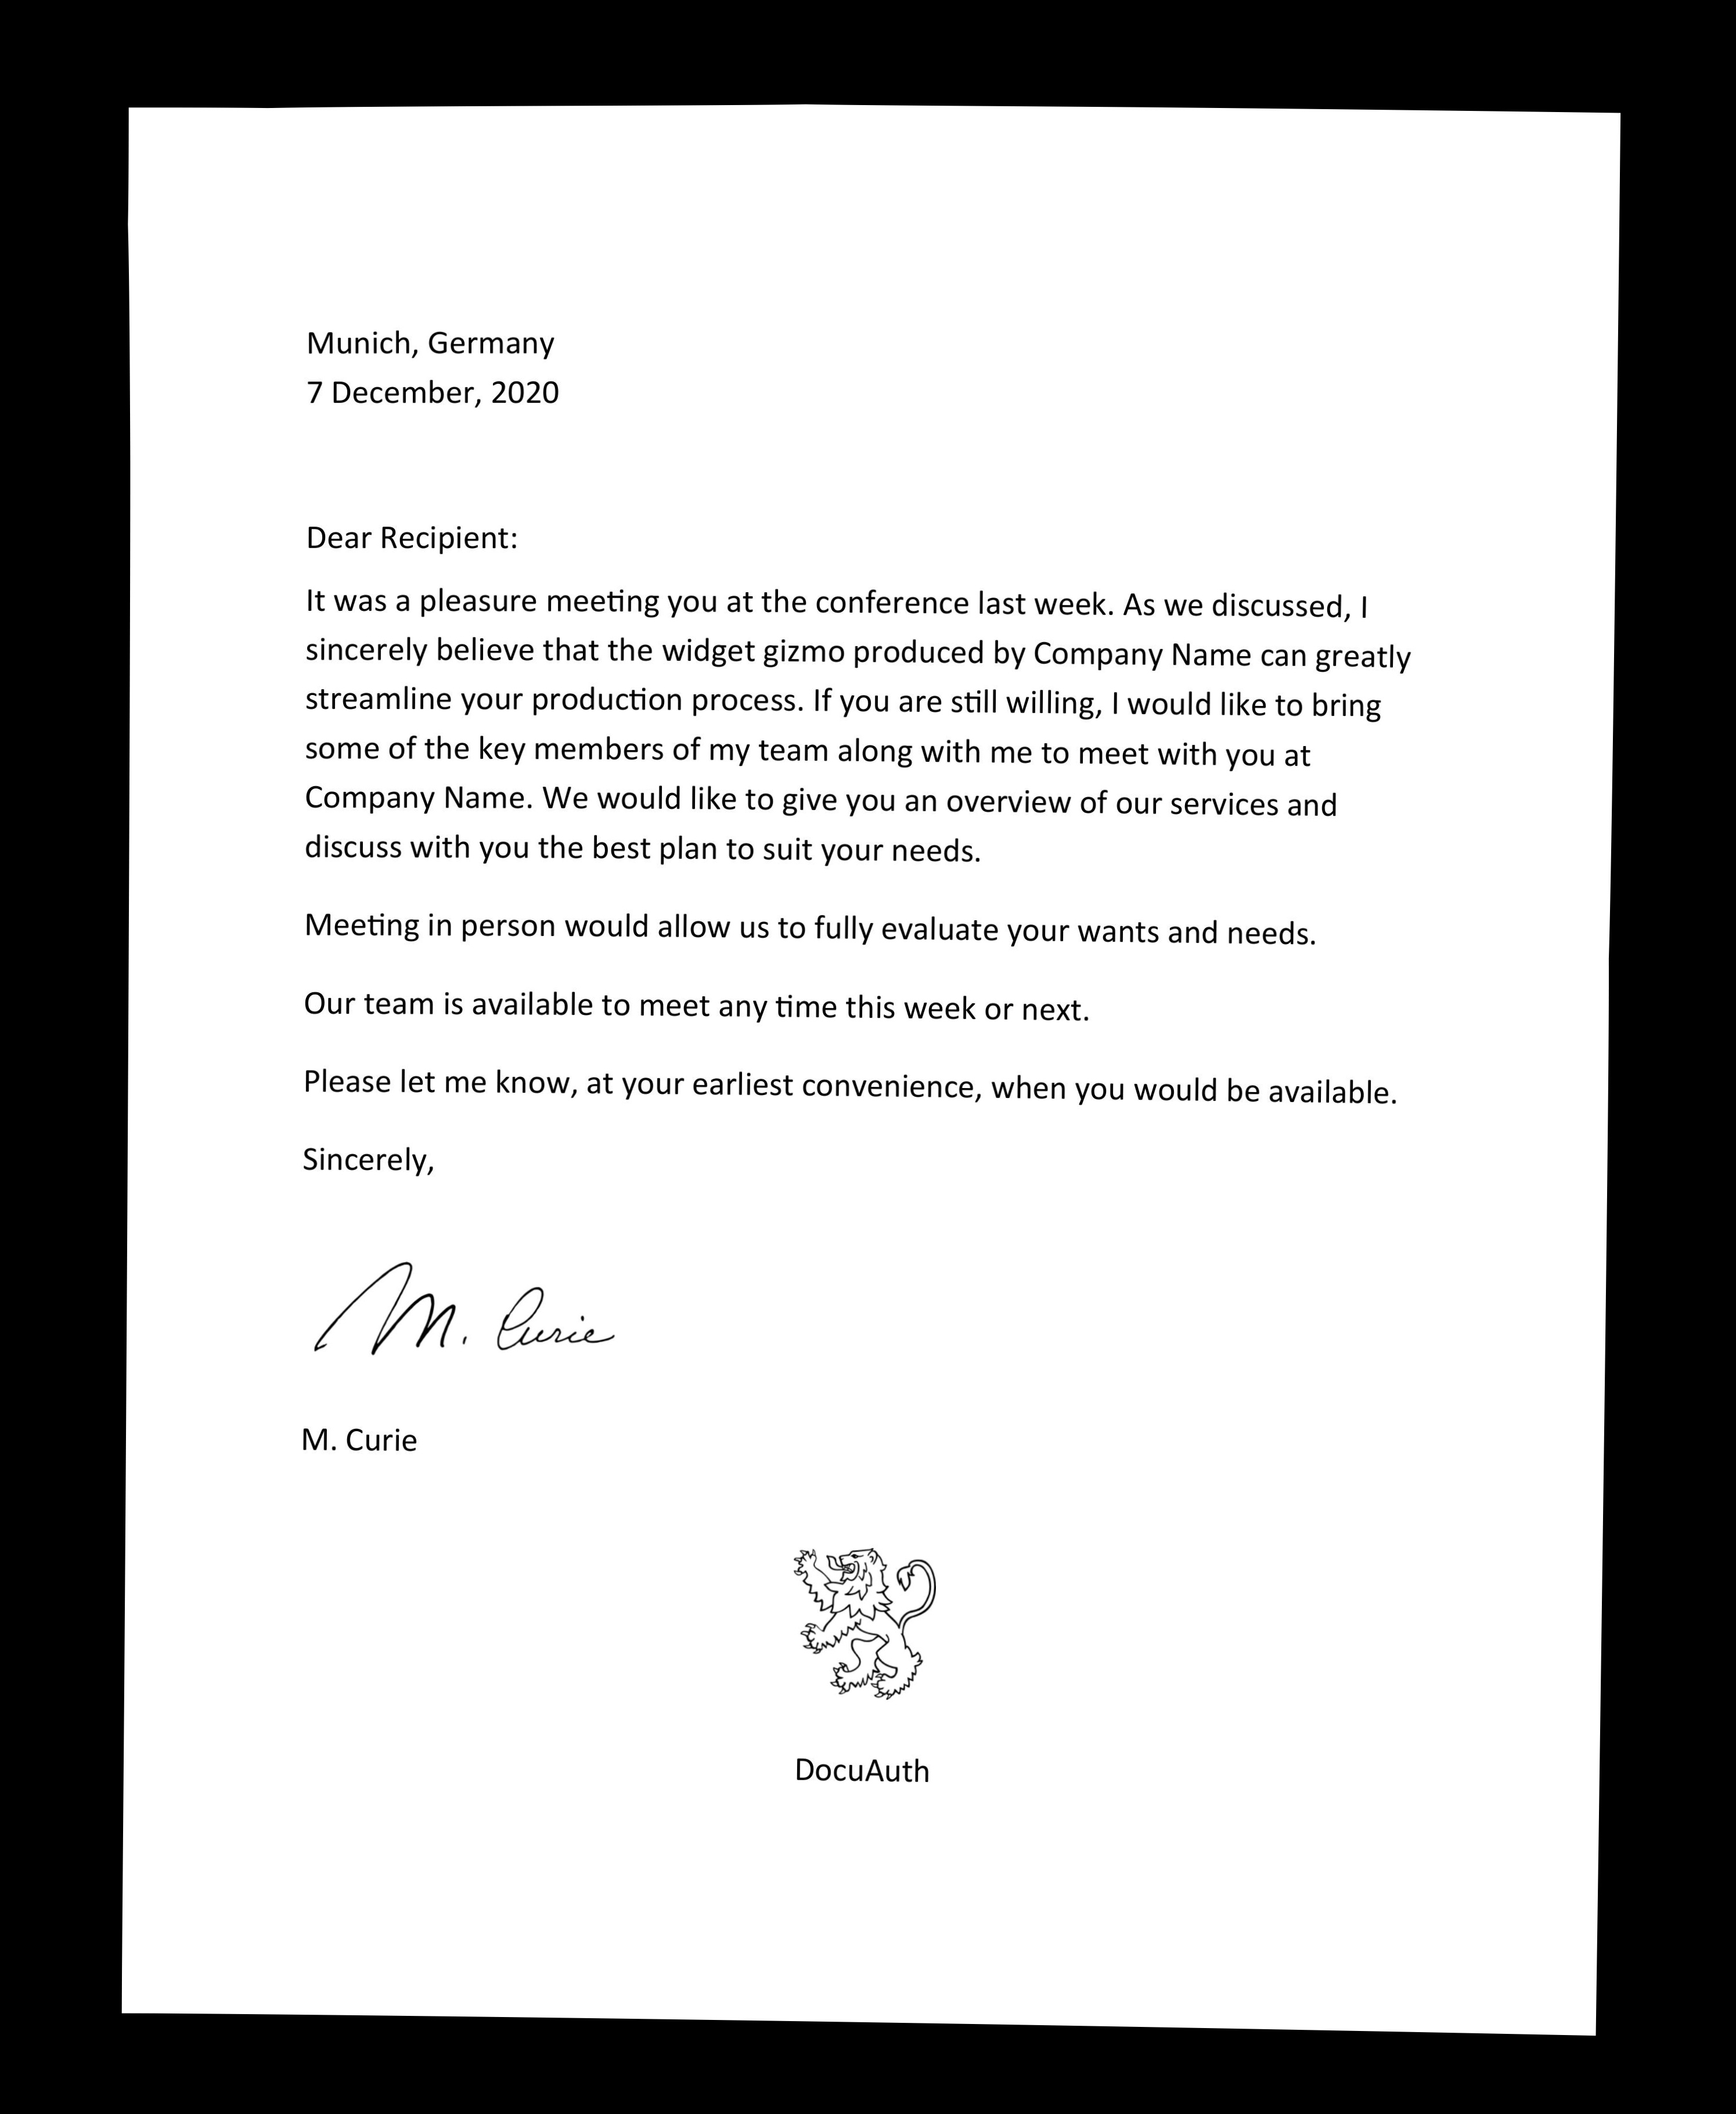 Munich, Germany
7 December, 2020
Dear Recipient:
It was a pleasure meeting you at the conference last week. As we discussed, I
sincerely believe that the widget gizmo produced by Company Name can greatly
streamline your production process. If you are still willing, I would like to bring
some of the key members of my team along with me to meet with you at
Company Name. We would like to give you an overview of our services and
discuss with you the best plan to suit your needs.
Meeting in person would allow us to fully evaluate your wants and needs.
Our team is available to meet any time this week or next.
Please let me know, at your earliest convenience, when you would be available.
Sincerely,
M. Curie
M. Curie
DocuAuth